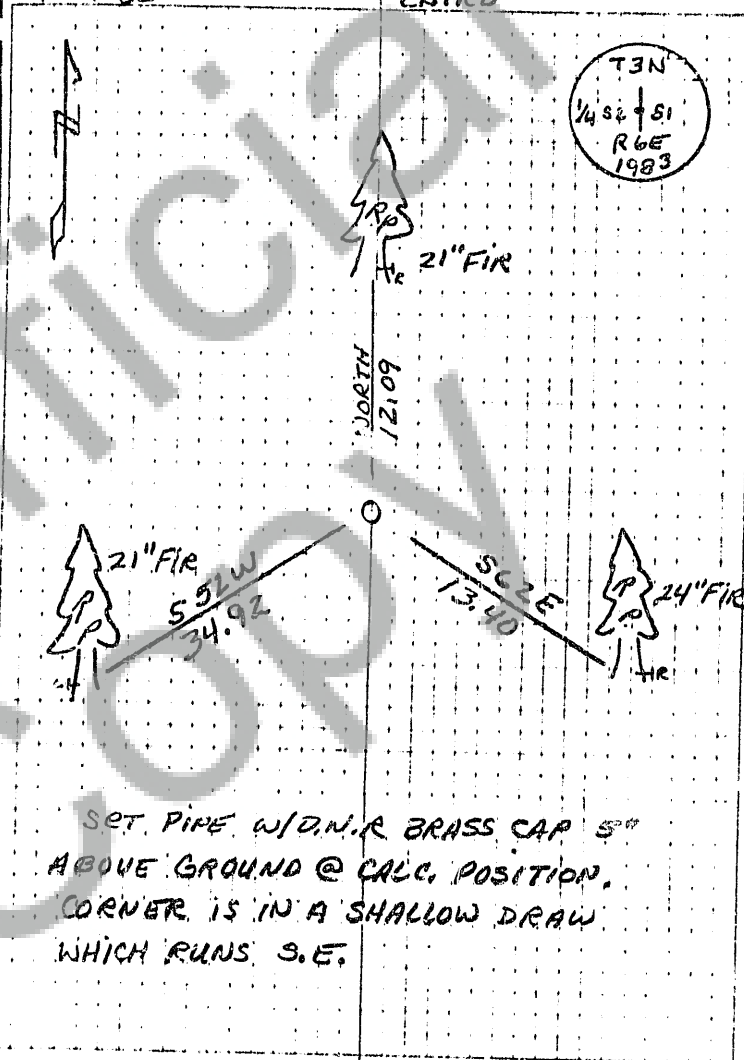 T3N
1/4 S2 S1
R6E
1983
RP
21" FIR
R
NORTH
12.09
21" FIR
S 52 W
34.92
S62E
13.40
RP
24" FIR
RP
R
SET PIPE W/D.N.R BRASS CAP 5"
ABOVE GROUND @ CALC. POSITION.
CORNER IS IN A SHALLOW DRAW
WHICH RUNS S.E.
Copy